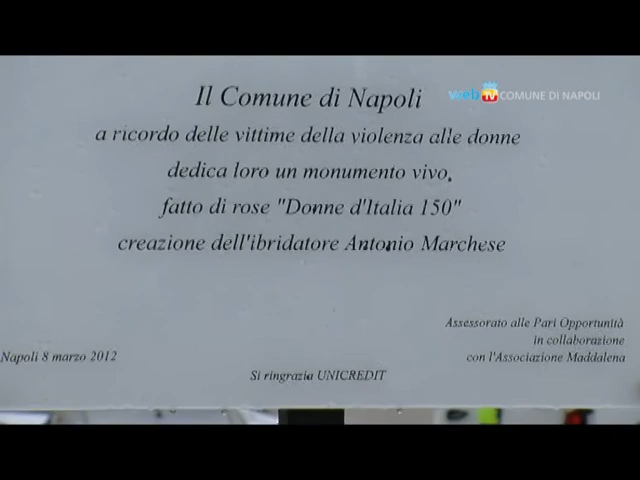 web TV COMUNE DI NAPOLI
Il Comune di Napoli
a ricordo delle vittime della violenza alle donne
dedica loro un monumento vivo,
fatto di rose "Donne d'Italia 150"
creazione dell'ibridatore Antonio Marchese
Assessorato alle Pari Opportunità
in collaborazione
con l'Associazione Maddalena
Napoli 8 marzo 2012
Si ringrazia UNICREDIT